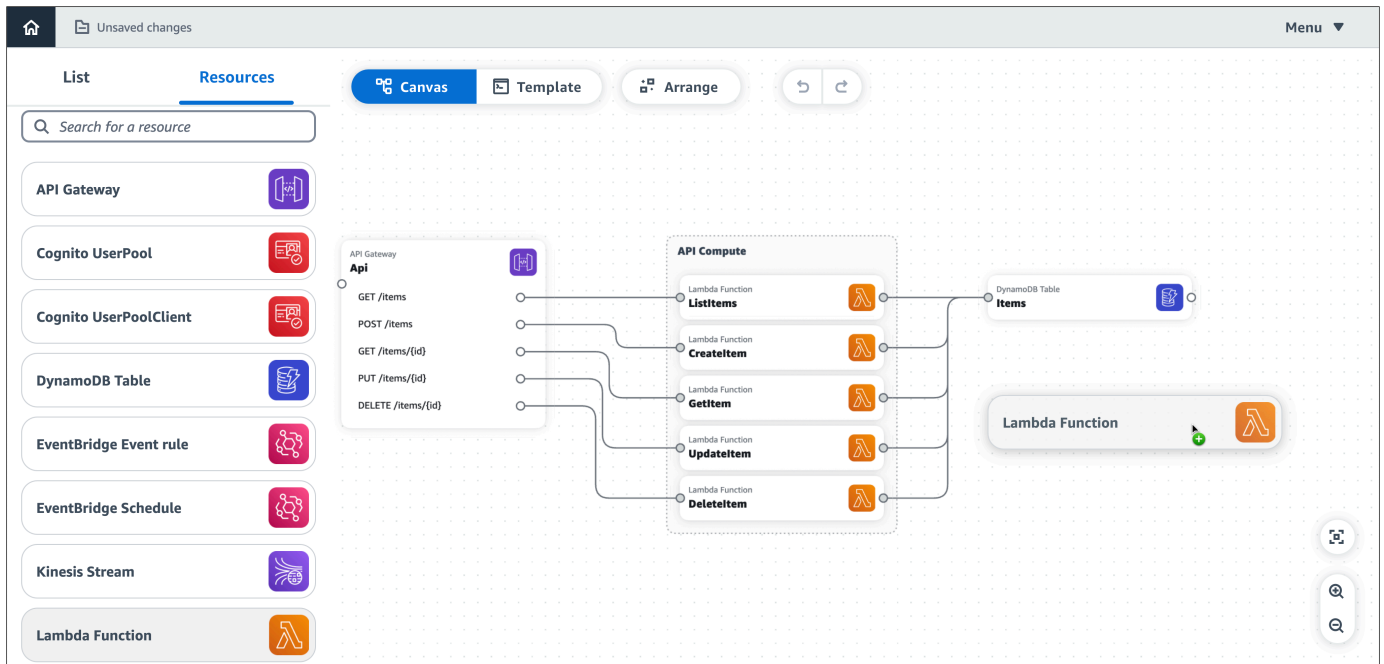 Unsaved changes
Menu
List
Resources
Canvas
Template
Arrange
Search for a resource
API Gateway
Cognito UserPool
Cognito UserPoolClient
DynamoDB Table
EventBridge Event rule
EventBridge Schedule
Kinesis Stream
Lambda Function
API Gateway
Api
GET /items
POST /items
GET /items/{id}
PUT /items/{id}
DELETE /items/{id}
API Compute
Lambda Function
ListItems
Lambda Function
CreateItem
Lambda Function
GetItem
Lambda Function
UpdateItem
Lambda Function
DeleteItem
DynamoDB Table
Items
Lambda Function